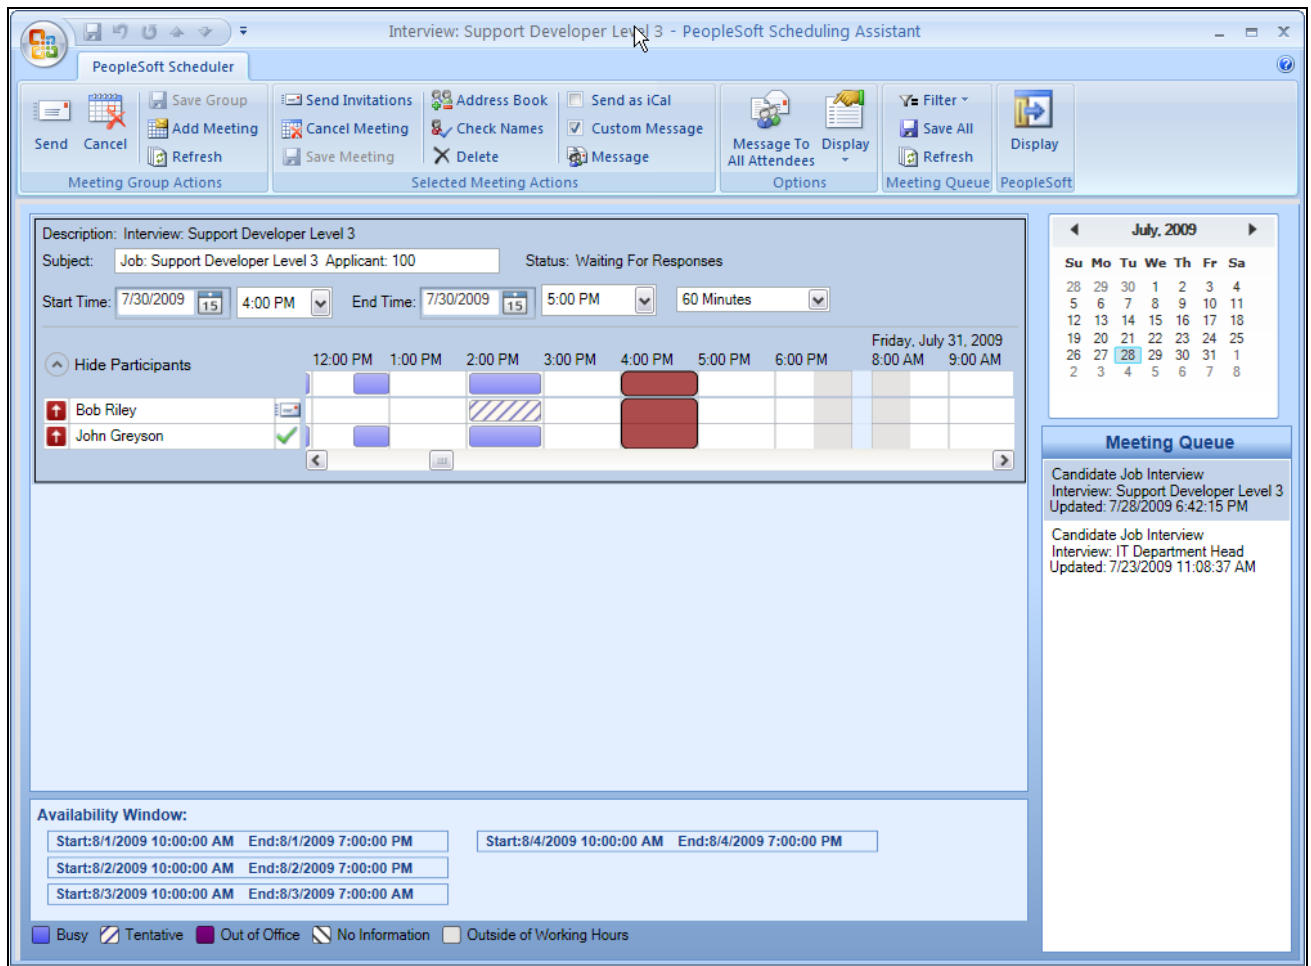 Interview: Support Developer Level 3 - PeopleSoft Scheduling Assistant
PeopleSoft Scheduler
Send
Cancel
Save Group
Add Meeting
Refresh
Meeting Group Actions
Send Invitations
Cancel Meeting
Save Meeting
Address Book
Check Names
Delete
Send as iCal
Custom Message
Message
Selected Meeting Actions
Message To
All Attendees
Display
Options
Filter
Save All
Refresh
Meeting Queue
Display
PeopleSoft
Description: Interview: Support Developer Level 3
Subject: Job: Support Developer Level 3 Applicant: 100 Status: Waiting For Responses
Start Time: 7/30/2009 15 4:00 PM End Time: 7/30/2009 15 5:00 PM 60 Minutes
Friday, July 31, 2009
Hide Participants 12:00 PM 1:00 PM 2:00 PM 3:00 PM 4:00 PM 5:00 PM 6:00 PM 8:00 AM 9:00 AM
Bob Riley
John Greyson
July, 2009
Su Mo Tu We Th Fr Sa
28 29 30 1 2 3 4
5 6 7 8 9 10 11
12 13 14 15 16 17 18
19 20 21 22 23 24 25
26 27 28 29 30 31 1
2 3 4 5 6 7 8
Meeting Queue
Candidate Job Interview
Interview: Support Developer Level 3
Updated: 7/28/2009 6:42:15 PM
Candidate Job Interview
Interview: IT Department Head
Updated: 7/23/2009 11:08:37 AM
Availability Window:
Start:8/1/2009 10:00:00 AM End:8/1/2009 7:00:00 PM
Start:8/4/2009 10:00:00 AM End:8/4/2009 7:00:00 PM
Start:8/2/2009 10:00:00 AM End:8/2/2009 7:00:00 PM
Start:8/3/2009 10:00:00 AM End:8/3/2009 7:00:00 AM
Busy Tentative Out of Office No Information Outside of Working Hours